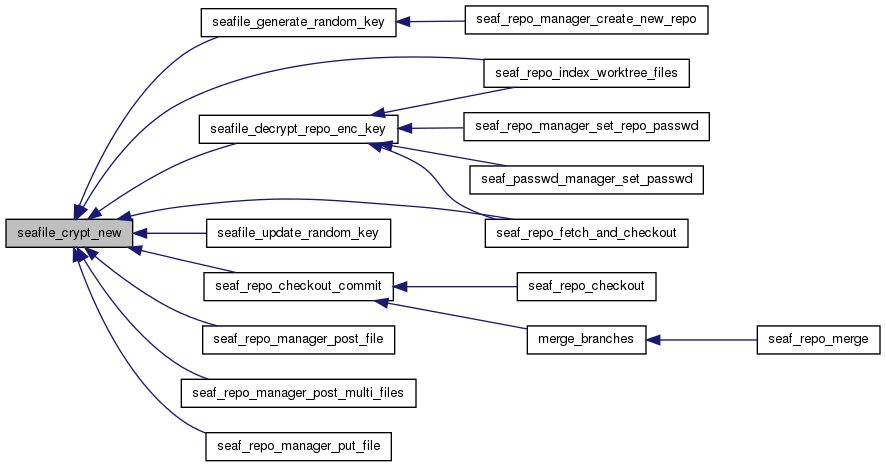 seafile_generate_random_key
seaf_repo_manager_create_new_repo
seaf_repo_index_worktree_files
seafile_decrypt_repo_enc_key
seaf_repo_manager_set_repo_passwd
seaf_passwd_manager_set_passwd
seafile_crypt_new
seafile_update_random_key
seaf_repo_fetch_and_checkout
seaf_repo_checkout_commit
seaf_repo_checkout
seaf_repo_manager_post_file
merge_branches
seaf_repo_merge
seaf_repo_manager_post_multi_files
seaf_repo_manager_put_file